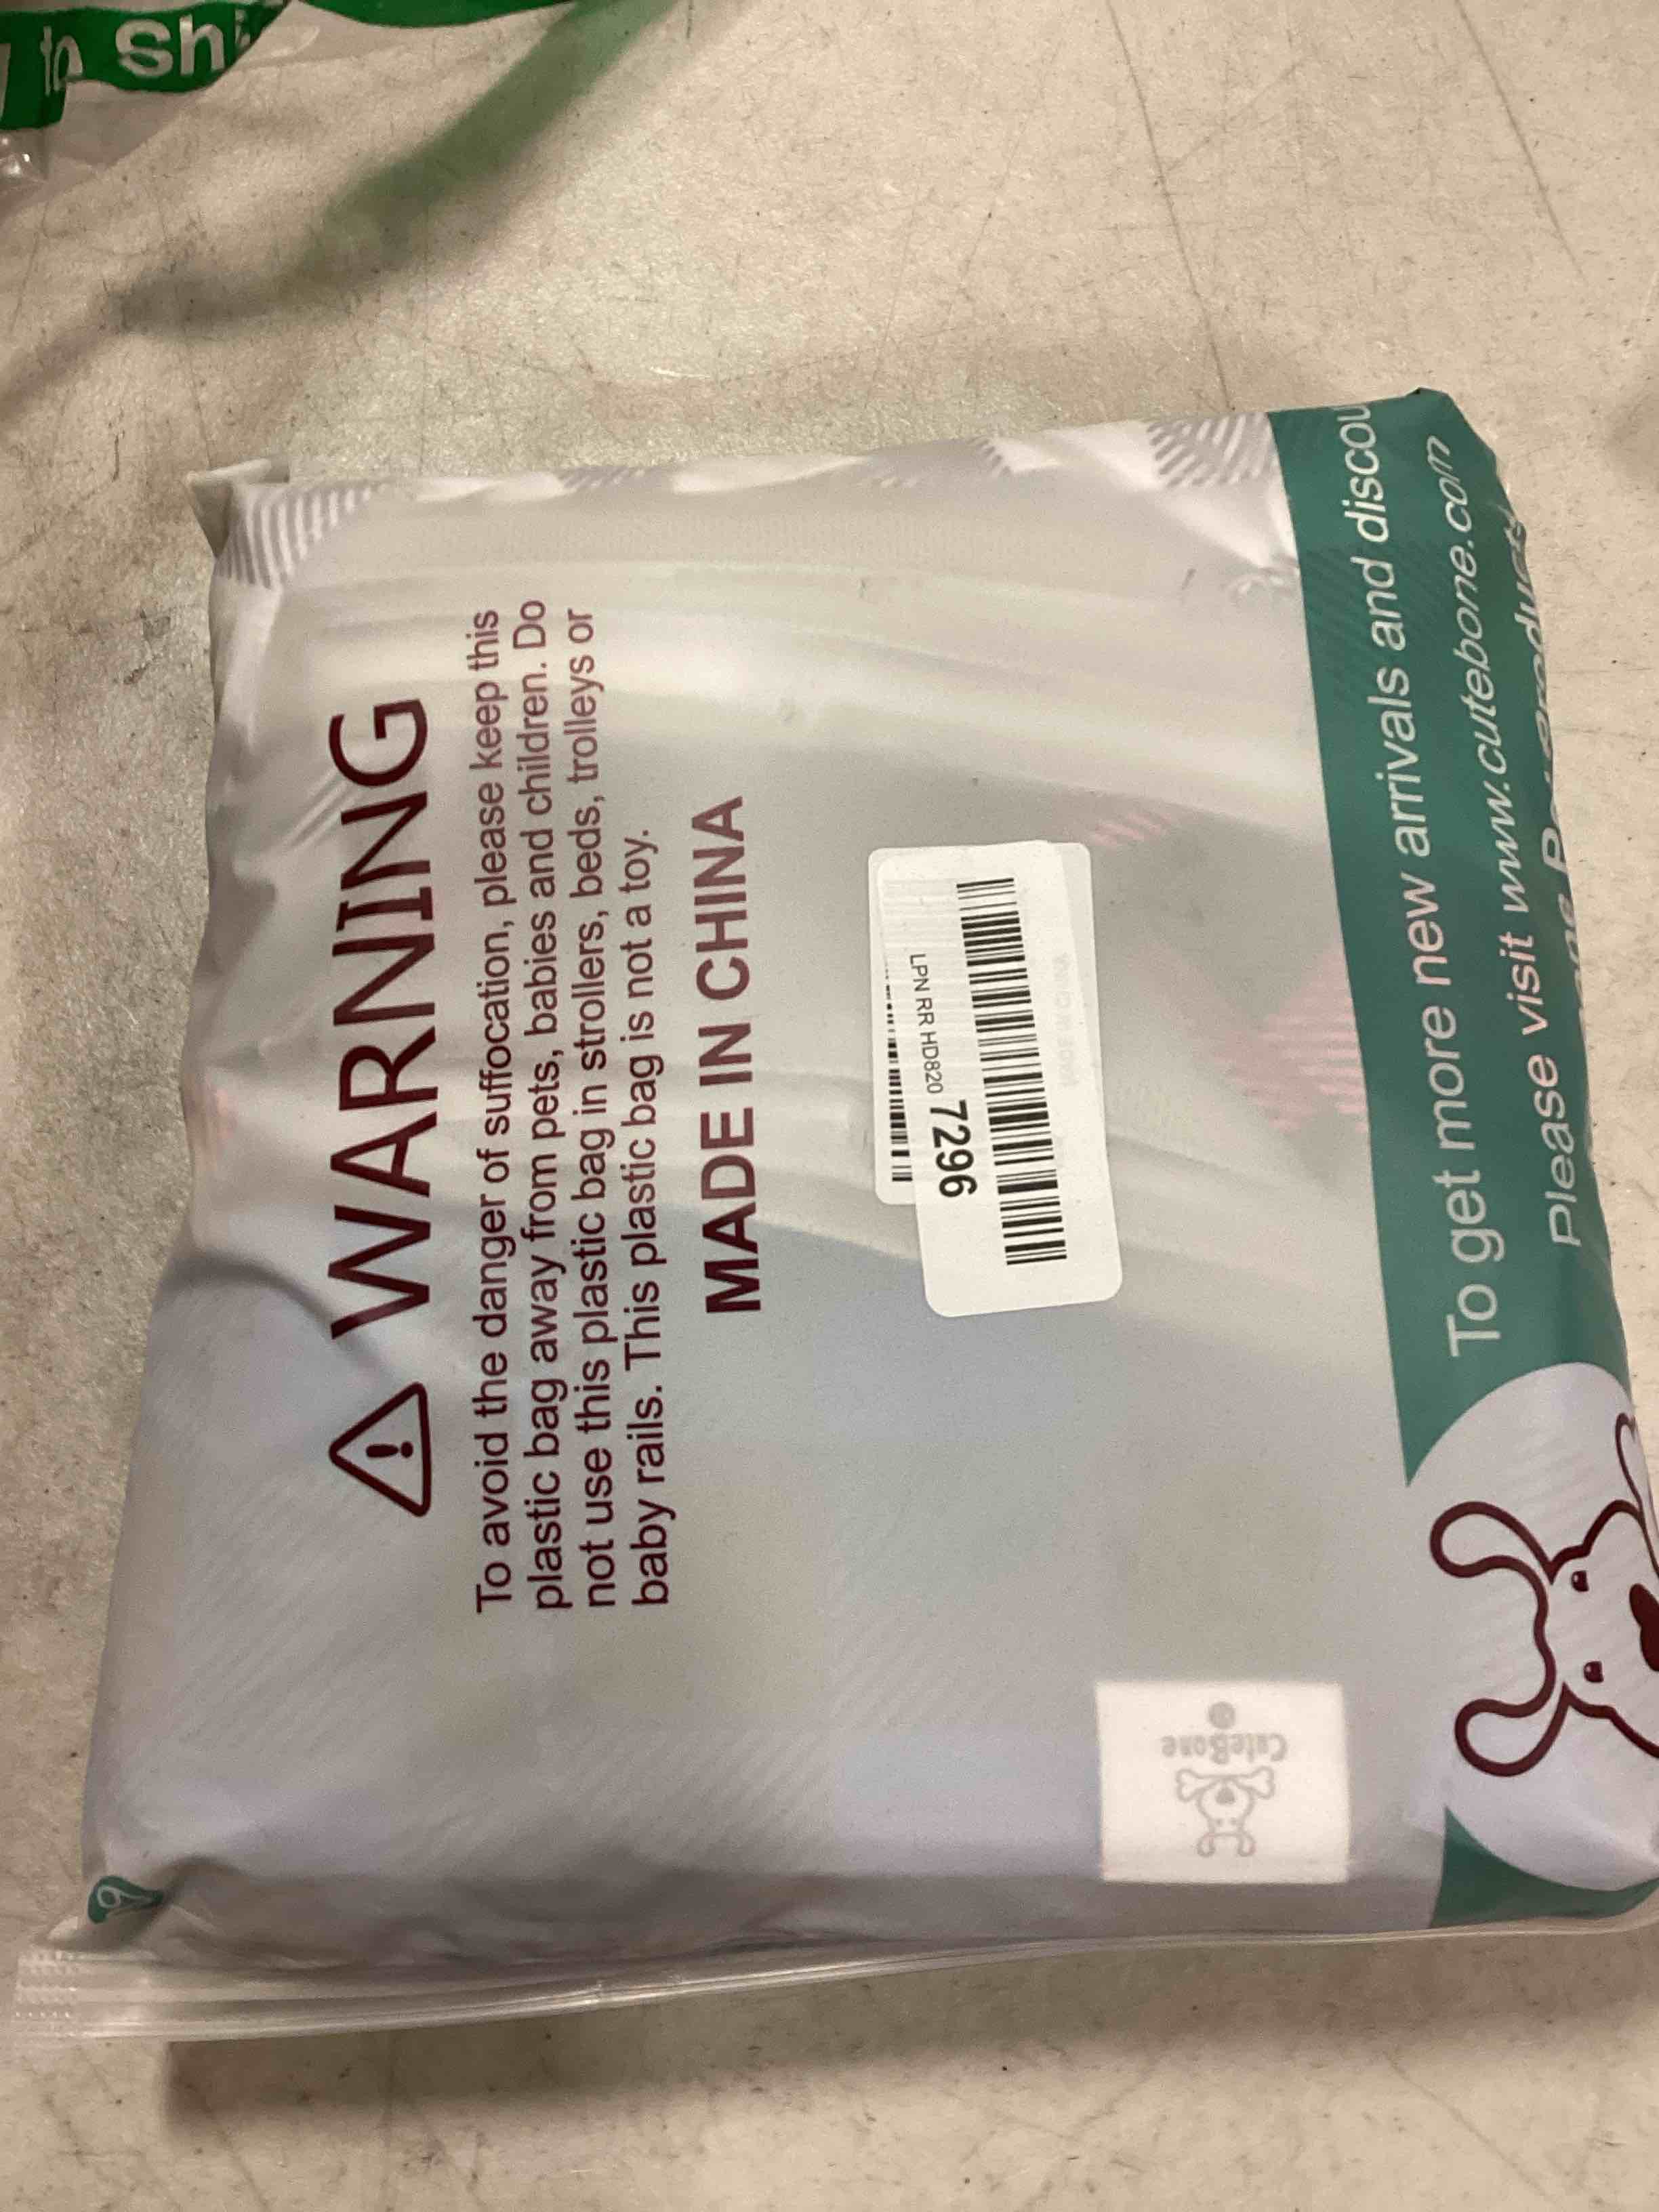 to Shi
WARNING
To avoid the danger of suffocation, please keep this
plastic bag away from pets, babies and children. Do
not use this plastic bag in strollers, beds, trolleys or
baby rails. This plastic bag is not a toy.
MADE IN CHINA
LPN RR HD820 7296
CuteBone
To get more new arrivals and discou
Please visit www.cutebone.com